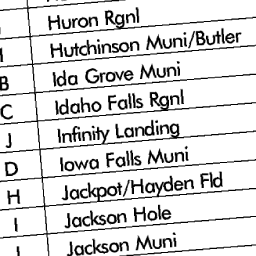 Huron Rgnl
Hutchinson Muni/Butler
B Ida Grove Muni
C Idaho Falls Rgnl
J Infinity Landing
D Iowa Falls Muni
H Jackpot/Hayden Fld
I Jackson Hole
Jackson Muni